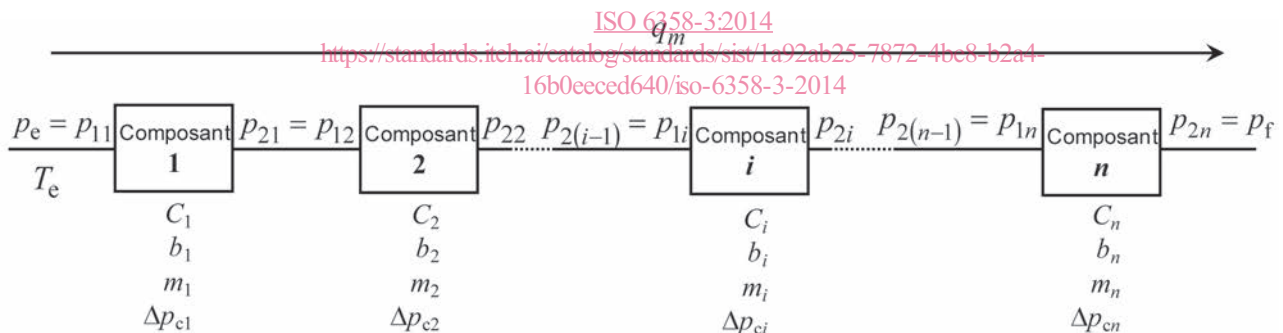 ISO 6358-3:2014
q_m
https://standards.iteh.ai/catalog/standards/sist/1a92ab25-7872-4bc8-b2a4-
16b0eeced640/iso-6358-3-2014
p_e = p_11 Composant 1 p_21 = p_12 Composant 2 p_22 ........ p_2(i−1) = p_1i Composant i p_2i ........ p_2(n−1) = p_1n Composant n p_2n = p_f
T_e
C_1 C_2 C_i C_n
b_1 b_2 b_i b_n
m_1 m_2 m_i m_n
Δp_c1 Δp_c2 Δp_ci Δp_cn